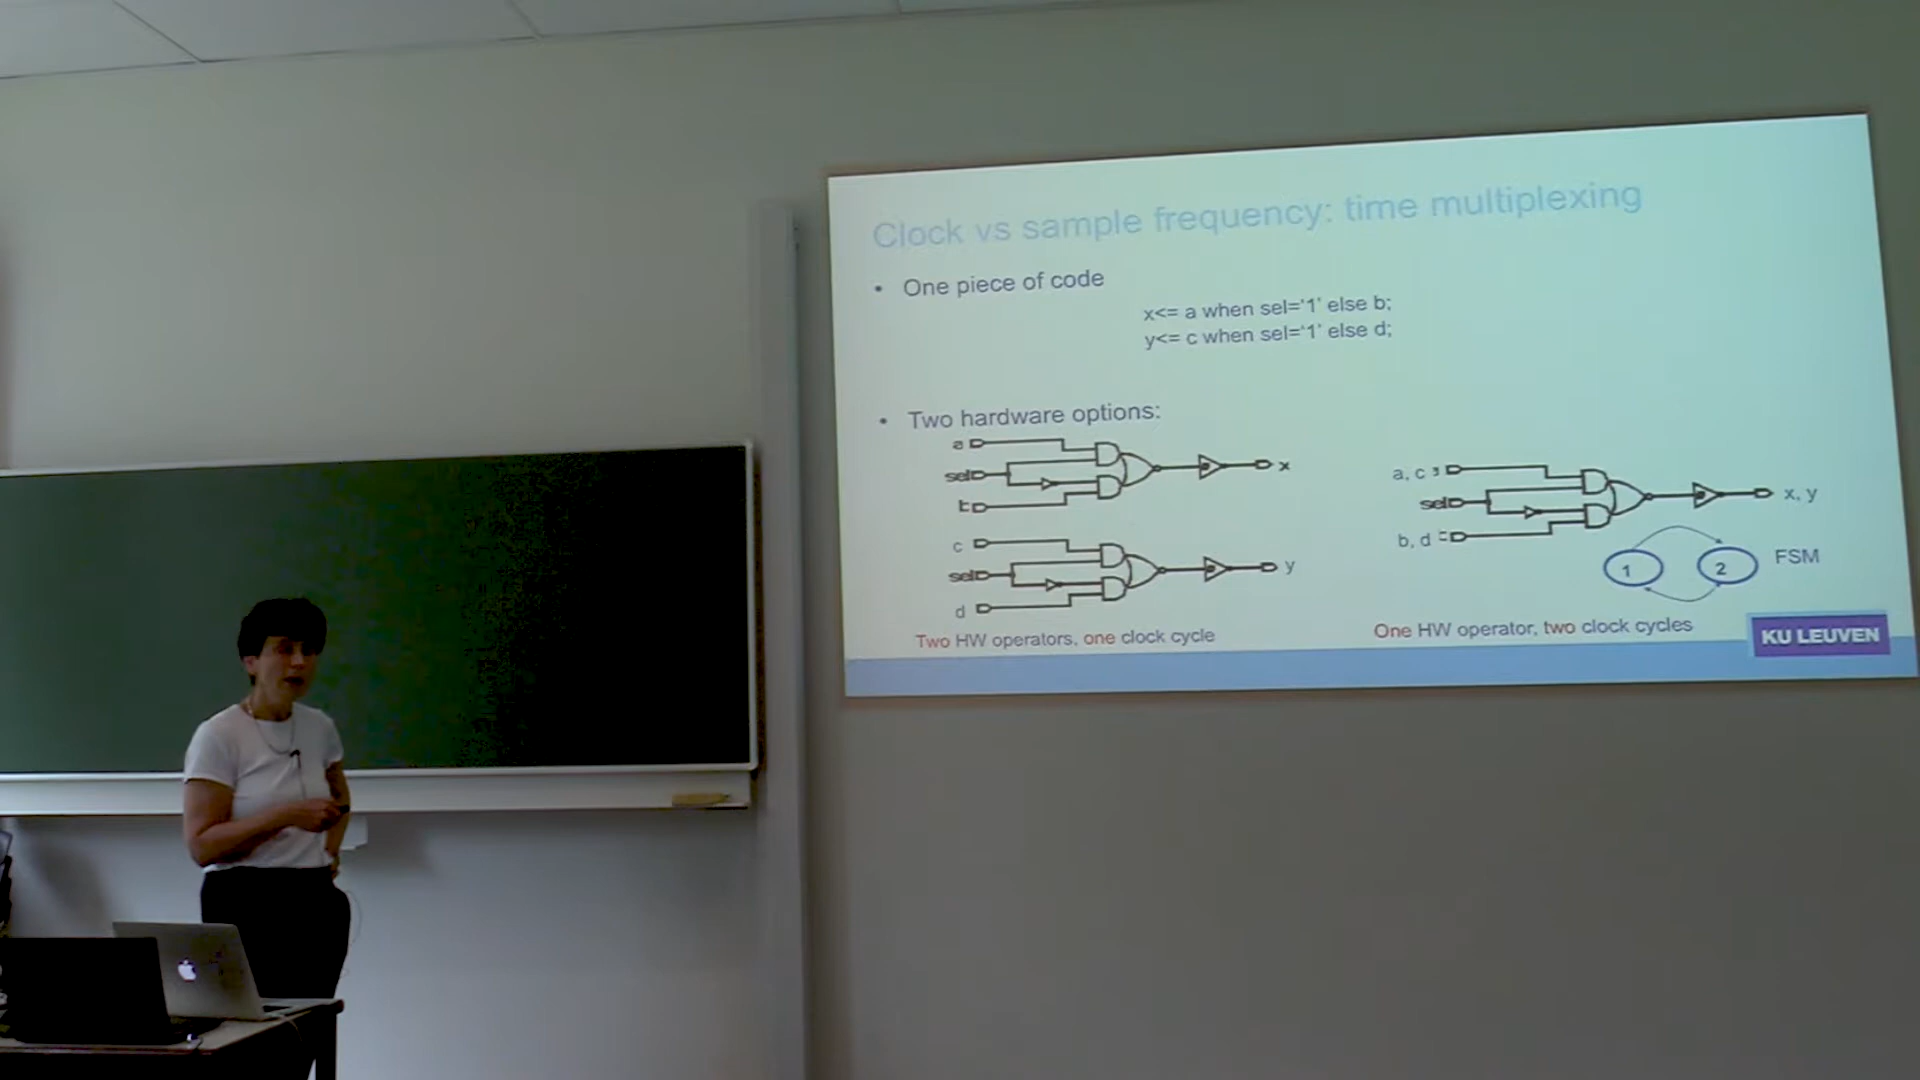 Clock vs sample frequency: time multiplexing
• One piece of code
x<= a when sel='1' else b;
y<= c when sel='1' else d;
• Two hardware options:
a
sel
x
c
sel
d
y
Two HW operators, one clock cycle
a, c
sel
b, d
x, y
1
2
FSM
One HW operator, two clock cycles
KU LEUVEN